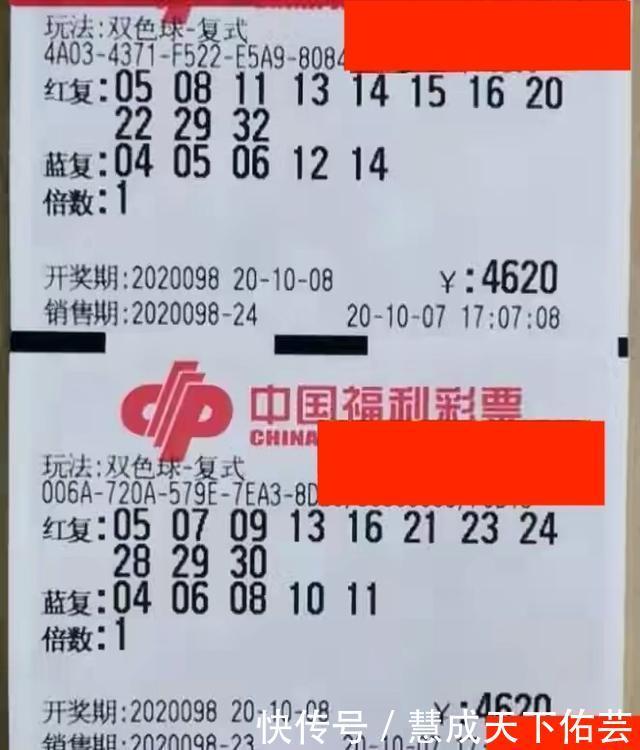 玩法:双色球-复式
4A03-4371-F522-E5A9-8084
红复:05 08 11 13 14 15 16 20
22 29 32
蓝复:04 05 06 12 14
倍数:1
开奖期:2020098 20-10-08 ¥:4620
销售期:2020098-24 20-10-07 17:07:08
中国福利彩票
CHINA
玩法:双色球-复式
006A-720A-579E-7EA3-8D
红复:05 07 09 13 16 21 23 24
28 29 30
蓝复:04 06 08 10 11
倍数:1
开奖期:2020098 20-10-08 ¥:4620
销售期:2020098-23
快传号 / 慧成天下佑芸